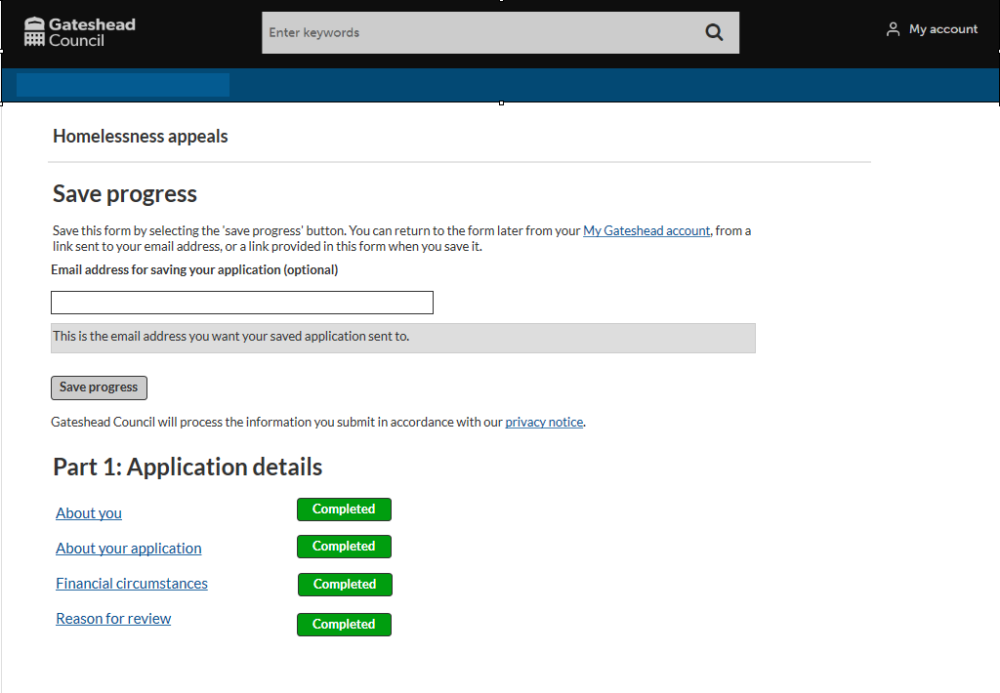 Gateshead
Council
Enter keywords
My account
Homelessness appeals
Save progress
Save this form by selecting the 'save progress' button. You can return to the form later from your My Gateshead account, from a
link sent to your email address, or a link provided in this form when you save it.
Email address for saving your application (optional)
This is the email address you want your saved application sent to.
Save progress
Gateshead Council will process the information you submit in accordance with our privacy notice.
Part 1: Application details
About you Completed
About your application Completed
Financial circumstances Completed
Reason for review Completed